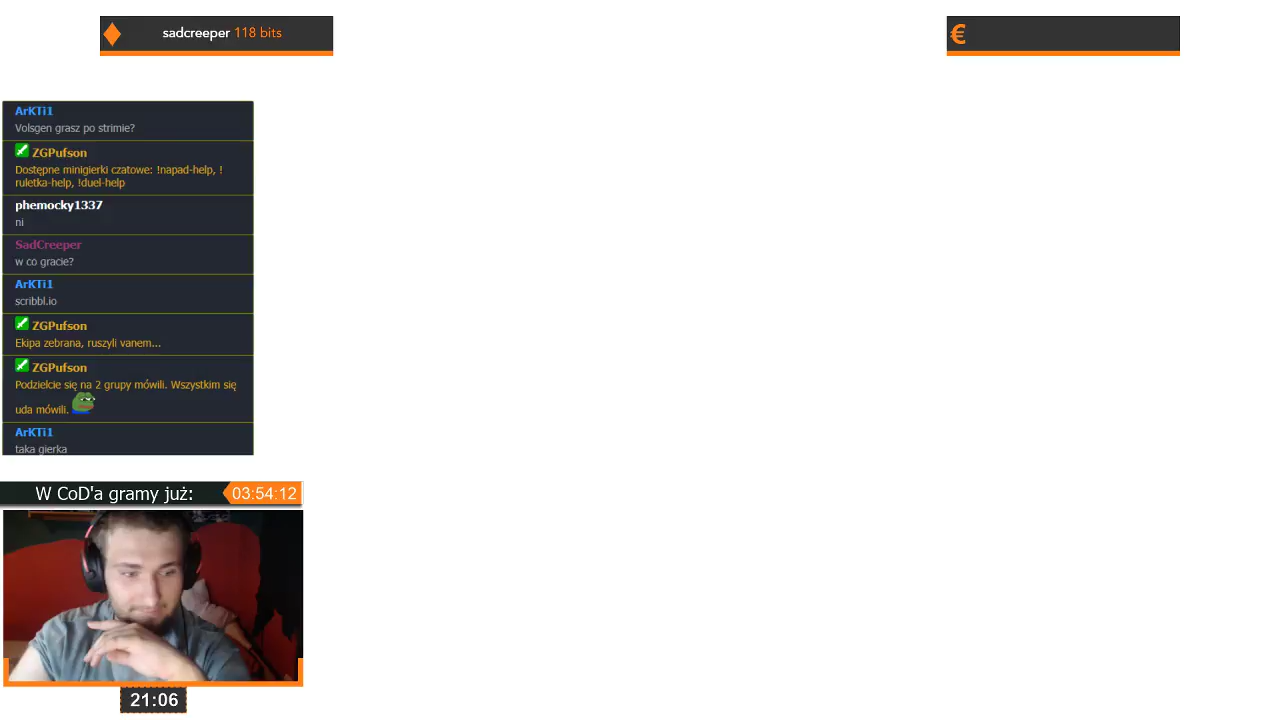 sadcreeper 118 bits
€
ArKTi1
Volsgen grasz po strimie?
ZGPufson
Dostępne minigierki czatowe: !napad-help, !
ruletka-help, !duel-help
phemocky1337
ni
SadCreeper
w co gracie?
ArKTi1
scribbl.io
ZGPufson
Ekipa zebrana, ruszyli vanem...
ZGPufson
Podzielcie się na 2 grupy mówili. Wszystkim się
uda mówili.
ArKTi1
taka gierka
W CoD'a gramy już: 03:54:12
21:06